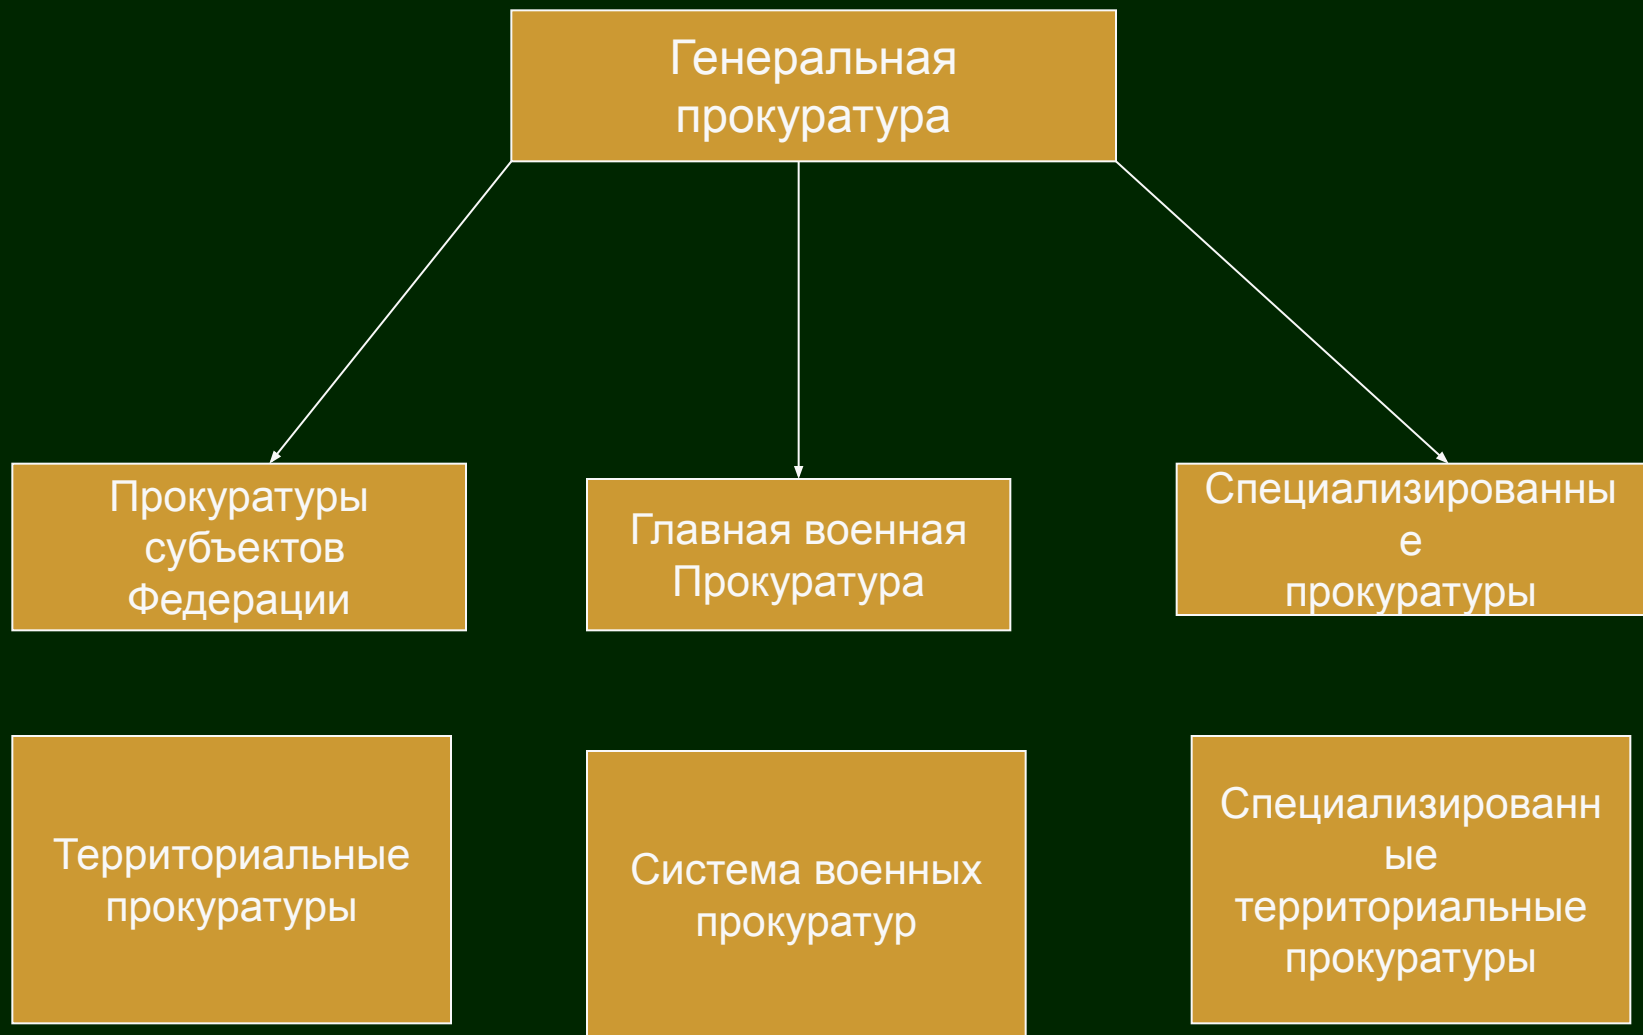 Генеральная
прокуратура
Прокуратуры
субъектов
Федерации
Главная военная
Прокуратура
Специализированны
е
прокуратуры
Территориальные
прокуратуры
Система военных
прокуратур
Специализированн
ые
территориальные
прокуратуры